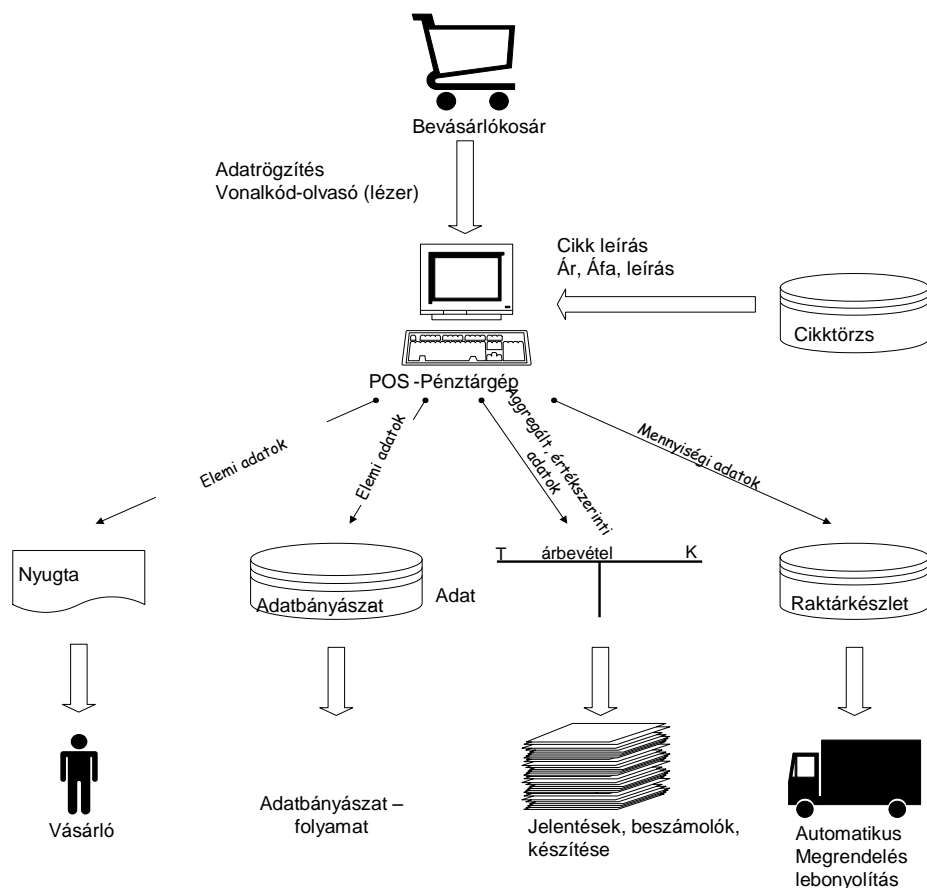 Bevásárlókosár
Adatrögzítés
Vonalkód-olvasó (lézer)
Cikk leírás
Ár, Áfa, leírás
Cikktörzs
POS -Pénztárgép
Elemi adatok
Elemi adatok
Aggregált, értékszerinti
adatok
Mennyiségi adatok
Nyugta
Adatbányászat
Adat
T árbevétel K
Raktárkészlet
Vásárló
Adatbányászat –
folyamat
Jelentések, beszámolók,
készítése
Automatikus
Megrendelés
lebonyolítás